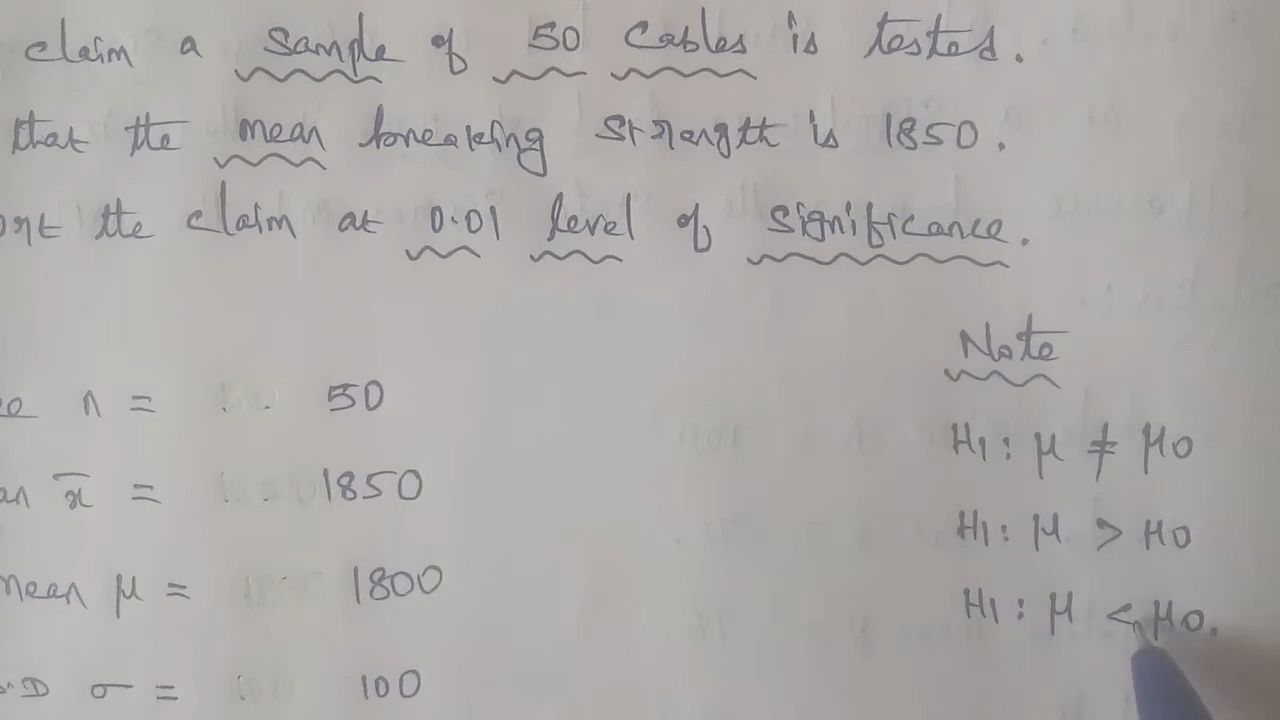 claim a sample of 50 cables is tested.
that the mean breaking strength is 1850.
the claim at 0.01 level of significance.
Note
n = 50
H1 : μ ≠ μ0
x̄ = 1850
H1 : μ > μ0
mean μ = 1800
H1 : μ < μ0.
σ = 100